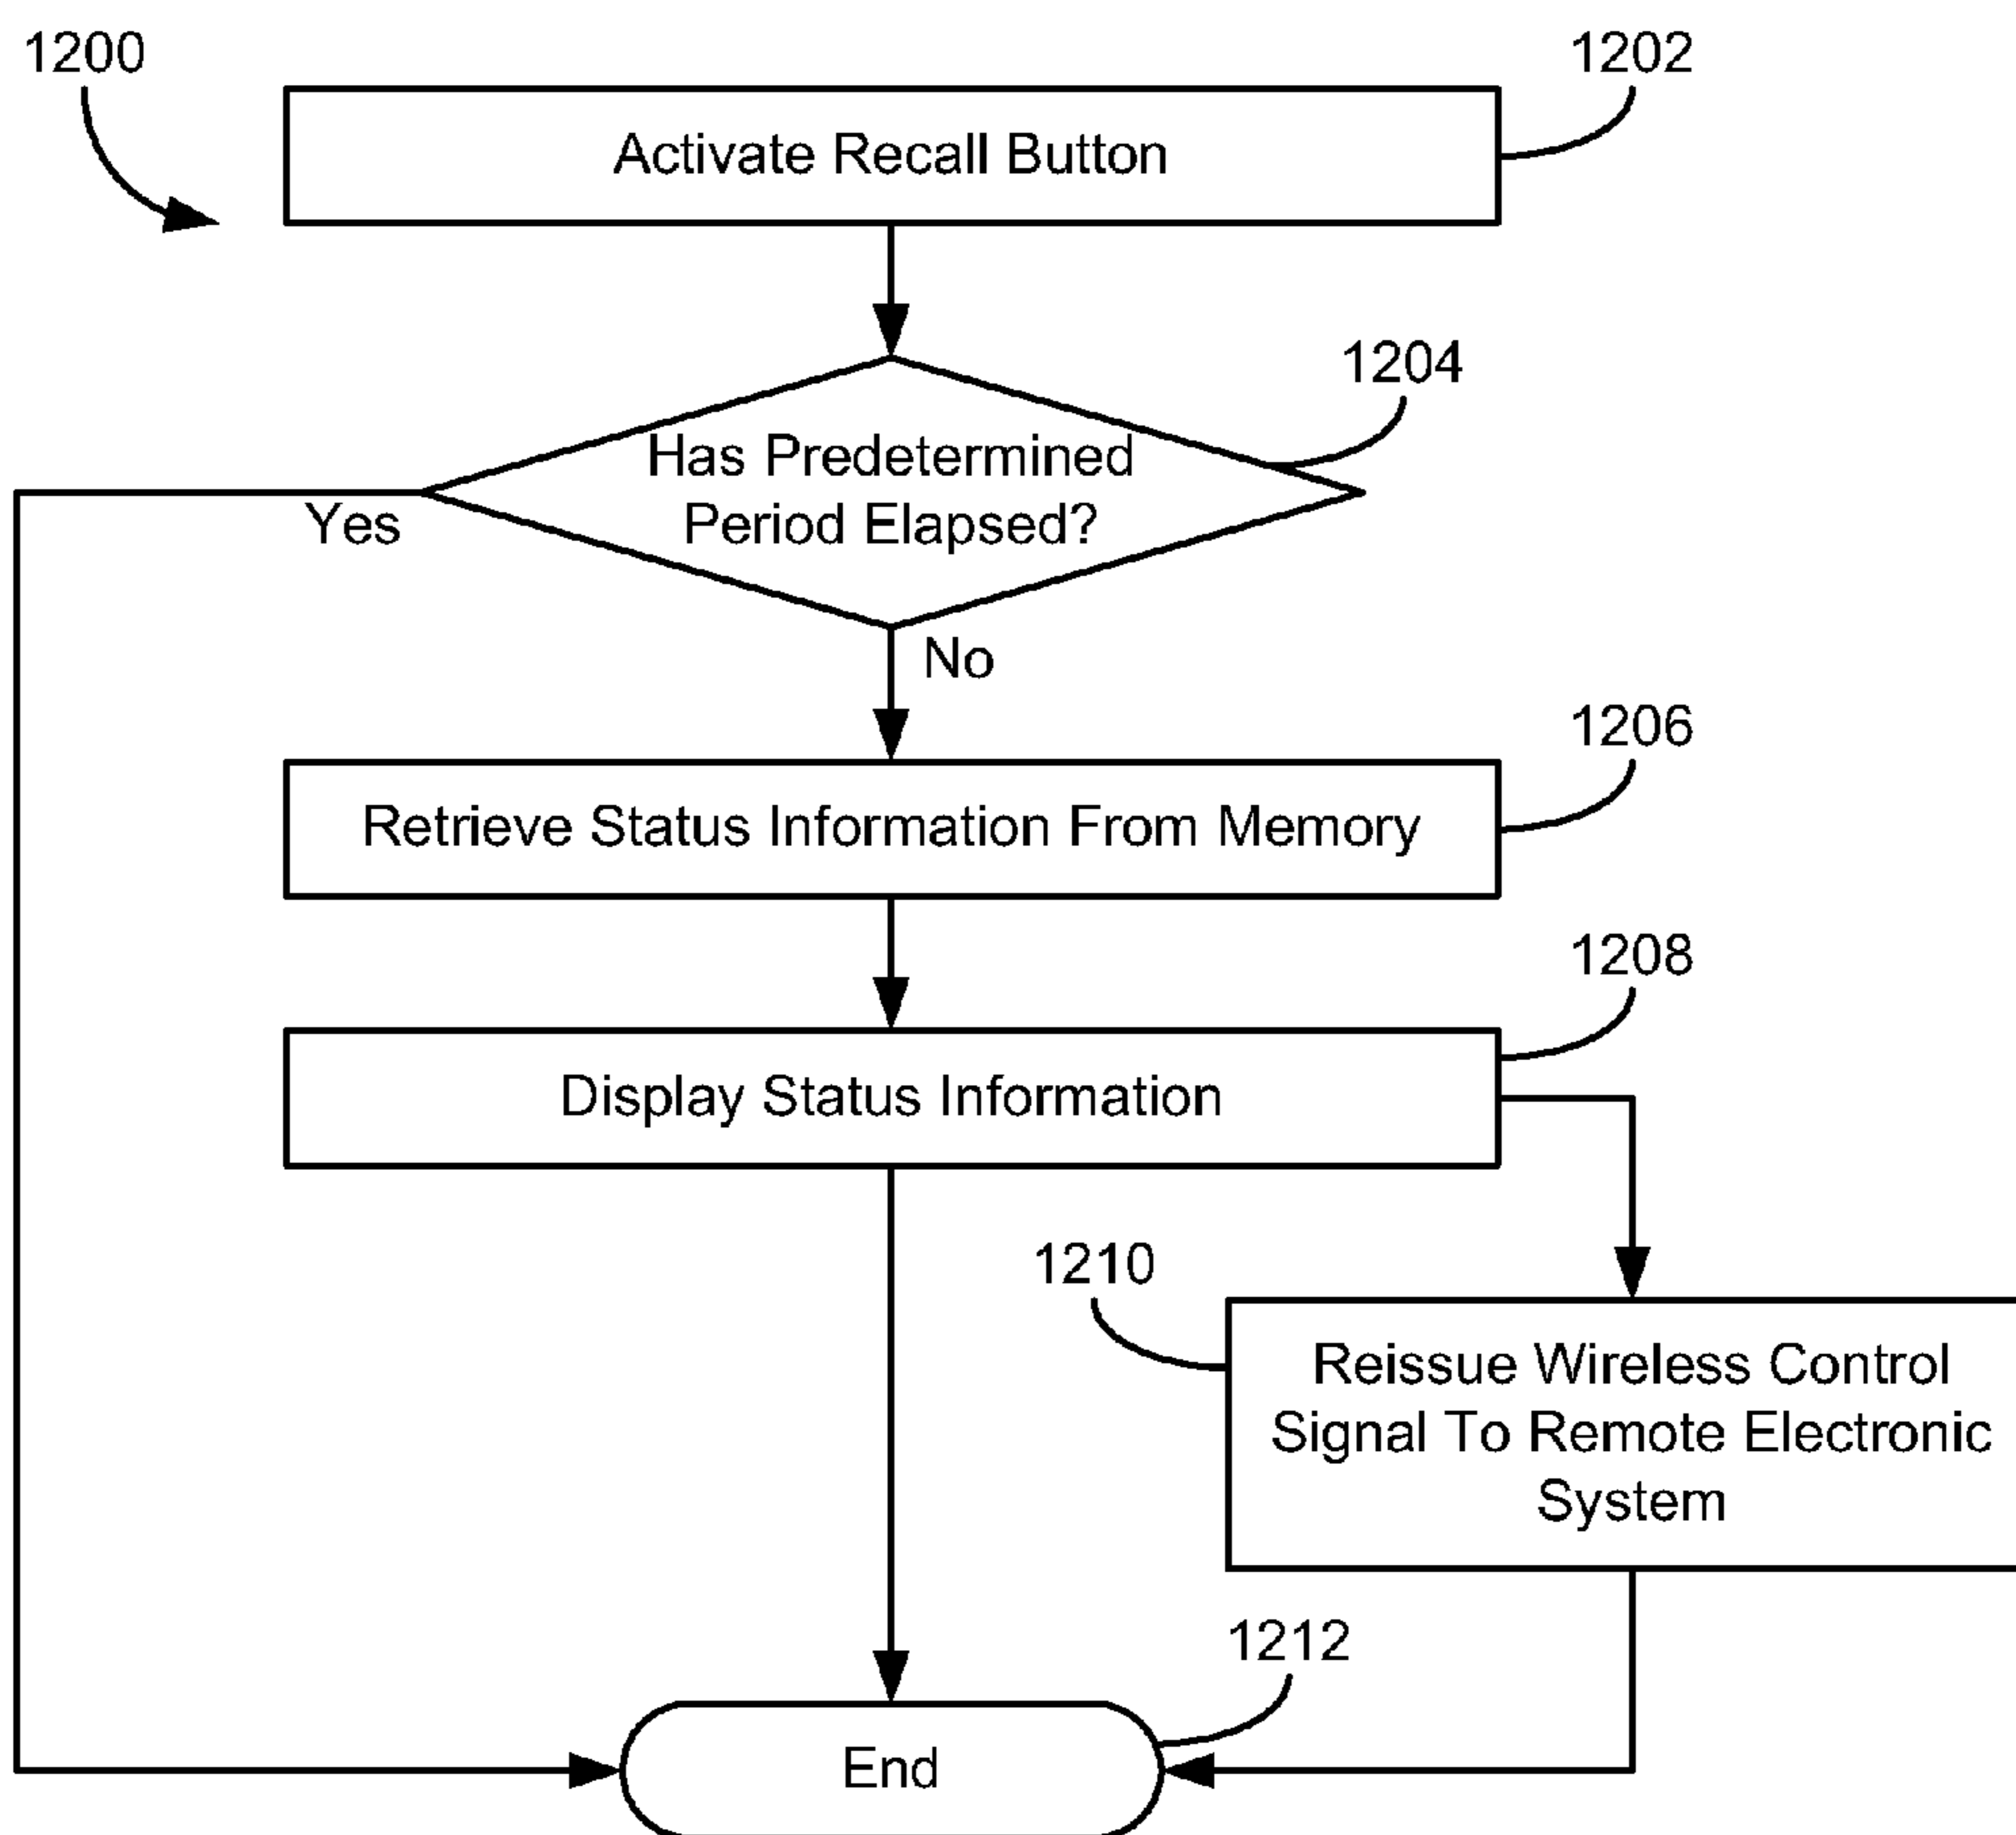 1200
1202
Activate Recall Button
1204
Has Predetermined
Period Elapsed?
Yes
No
1206
Retrieve Status Information From Memory
1208
Display Status Information
1210
Reissue Wireless Control
Signal To Remote Electronic
System
1212
End